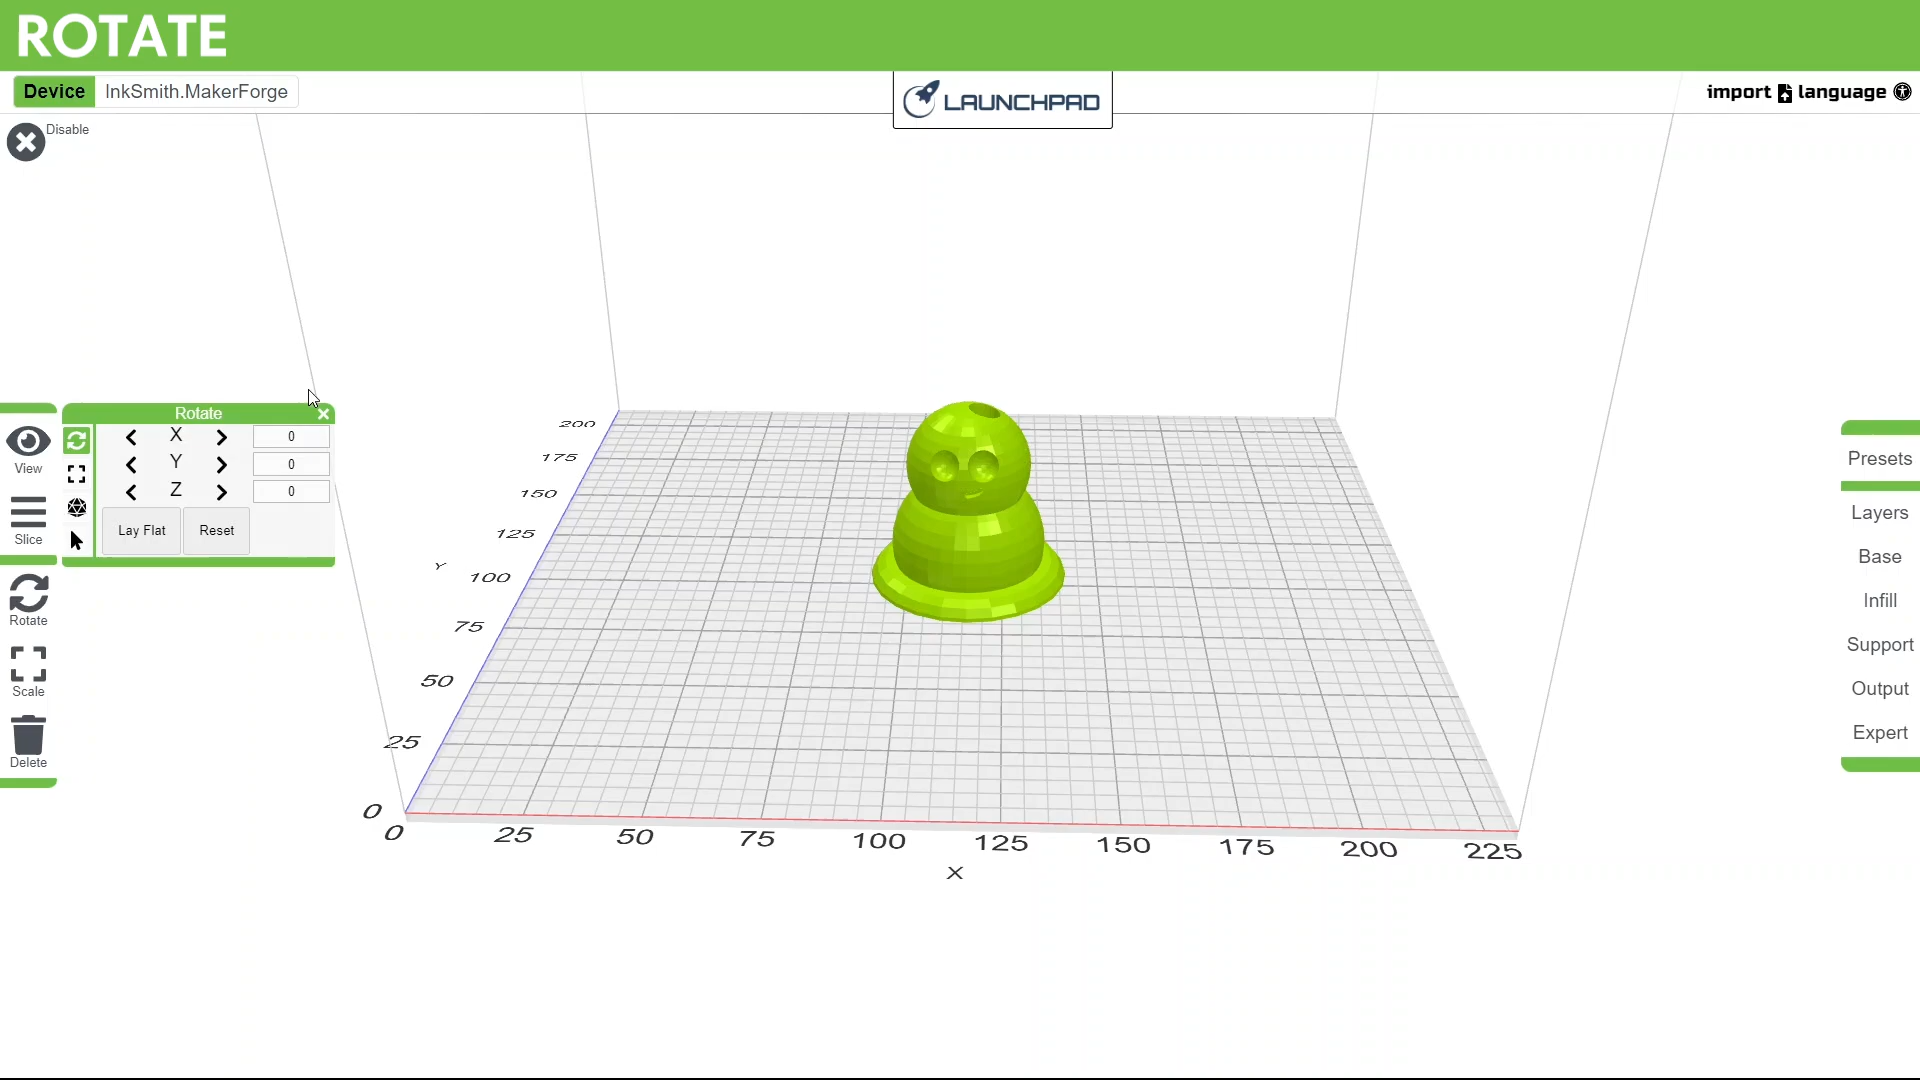 ROTATE
Device InkSmith.MakerForge
LAUNCHPAD
import language
Disable
View
Slice
Rotate
Scale
Delete
Rotate
X 0
Y 0
Z 0
Lay Flat Reset
200
175
150
125
Y 100
75
50
25
0
0 25 50 75 100 125 150 175 200 225
X
Presets
Layers
Base
Infill
Support
Output
Expert